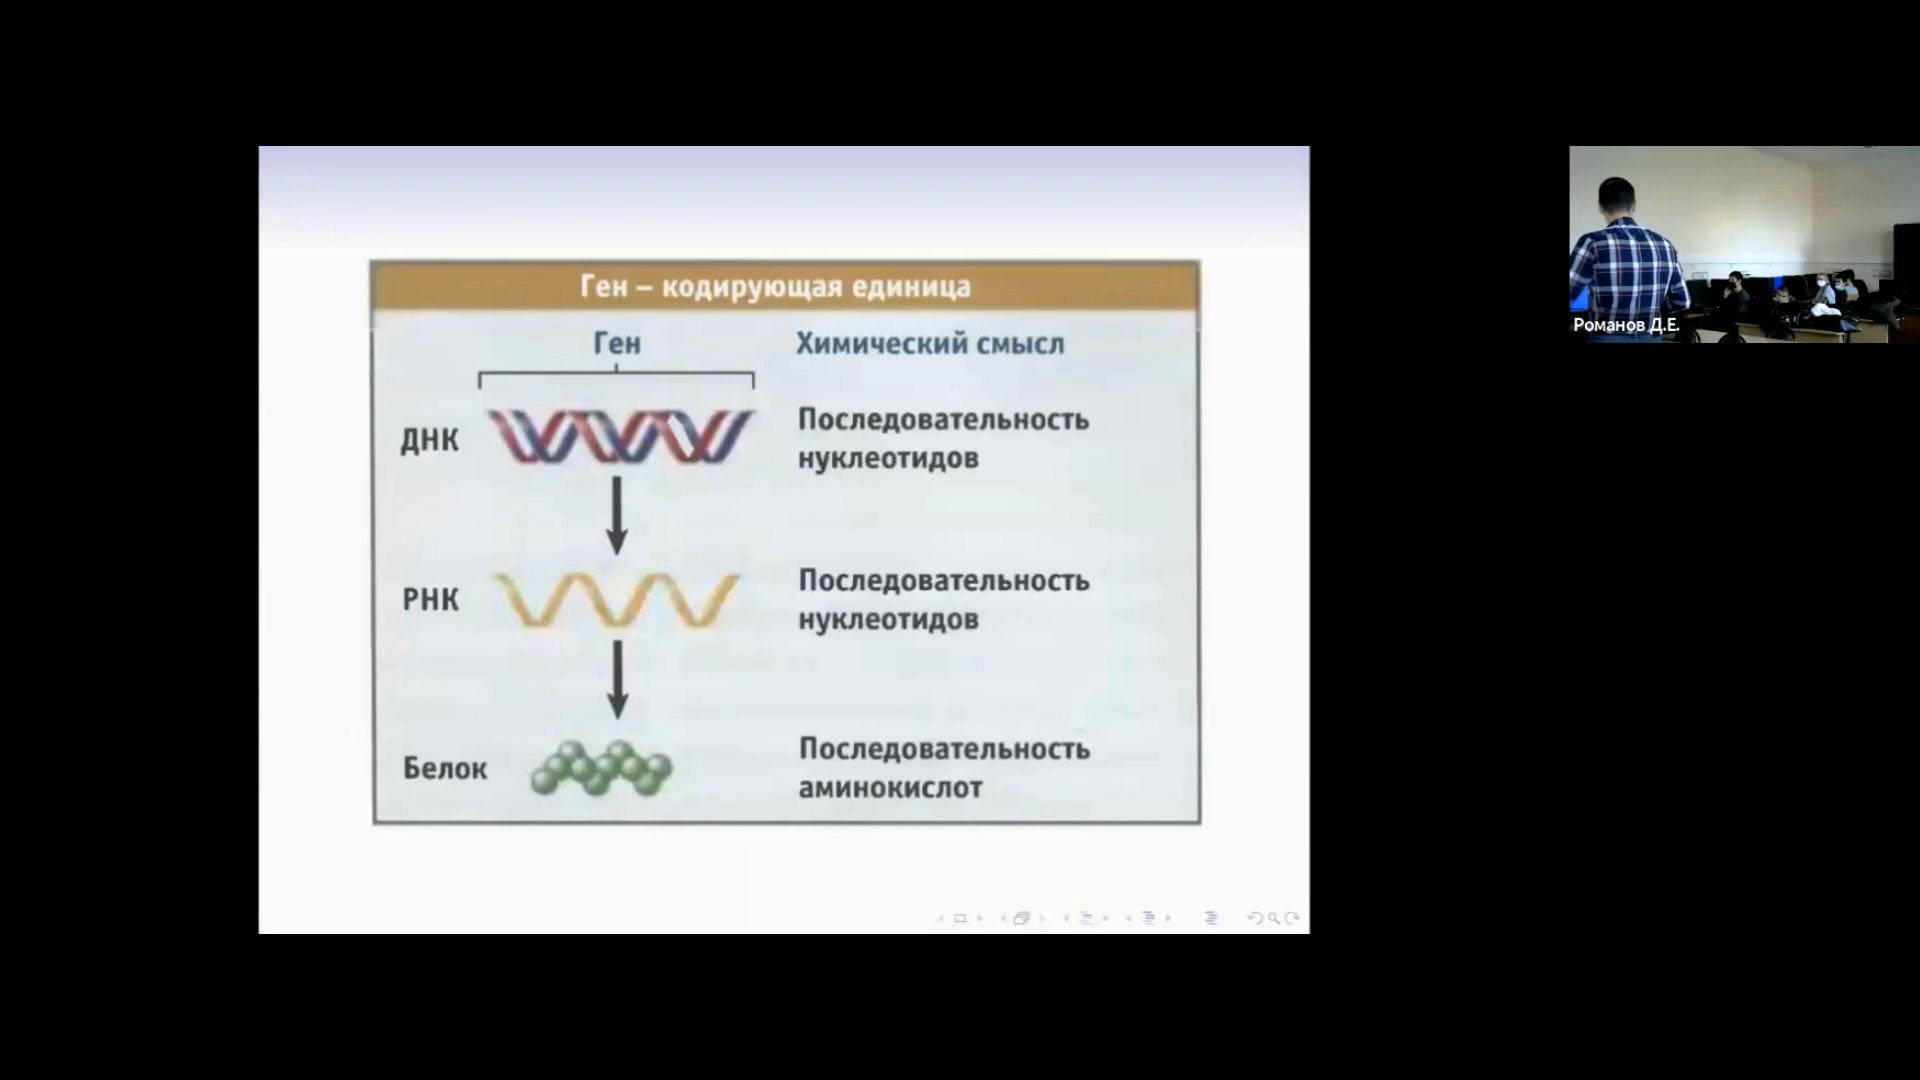 Ген – кодирующая единица
Ген
Химический смысл
ДНК
Последовательность
нуклеотидов
РНК
Последовательность
нуклеотидов
Белок
Последовательность
аминокислот
Романов Д.Е.